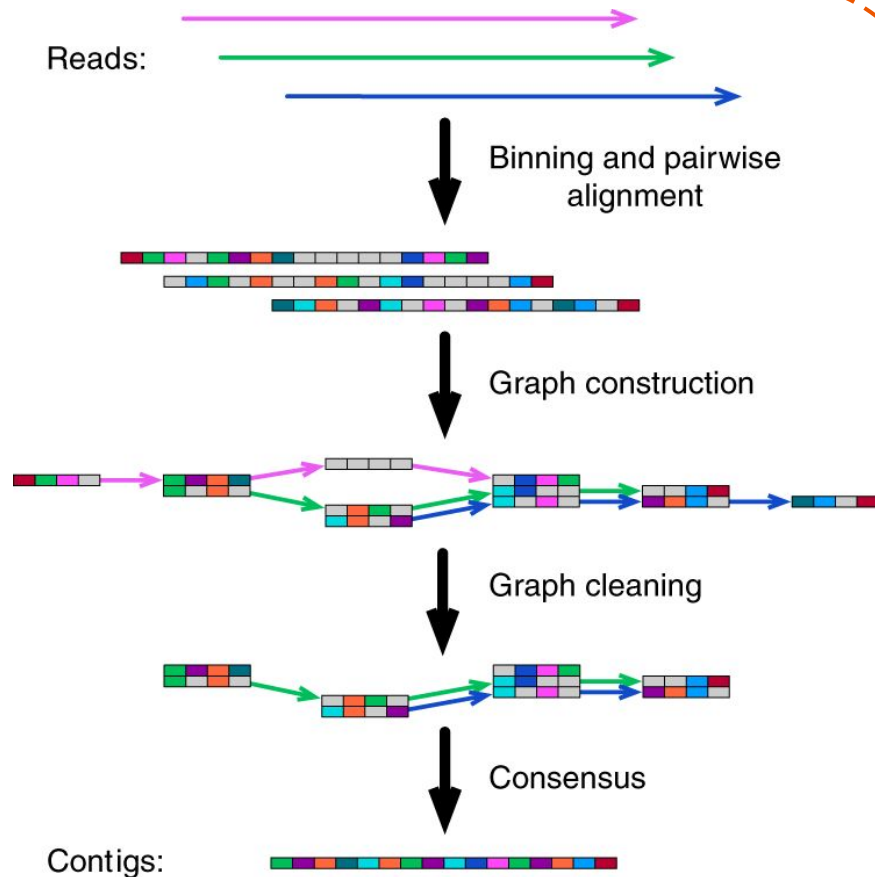 Reads:
Binning and pairwise
alignment
Graph construction
Graph cleaning
Consensus
Contigs: